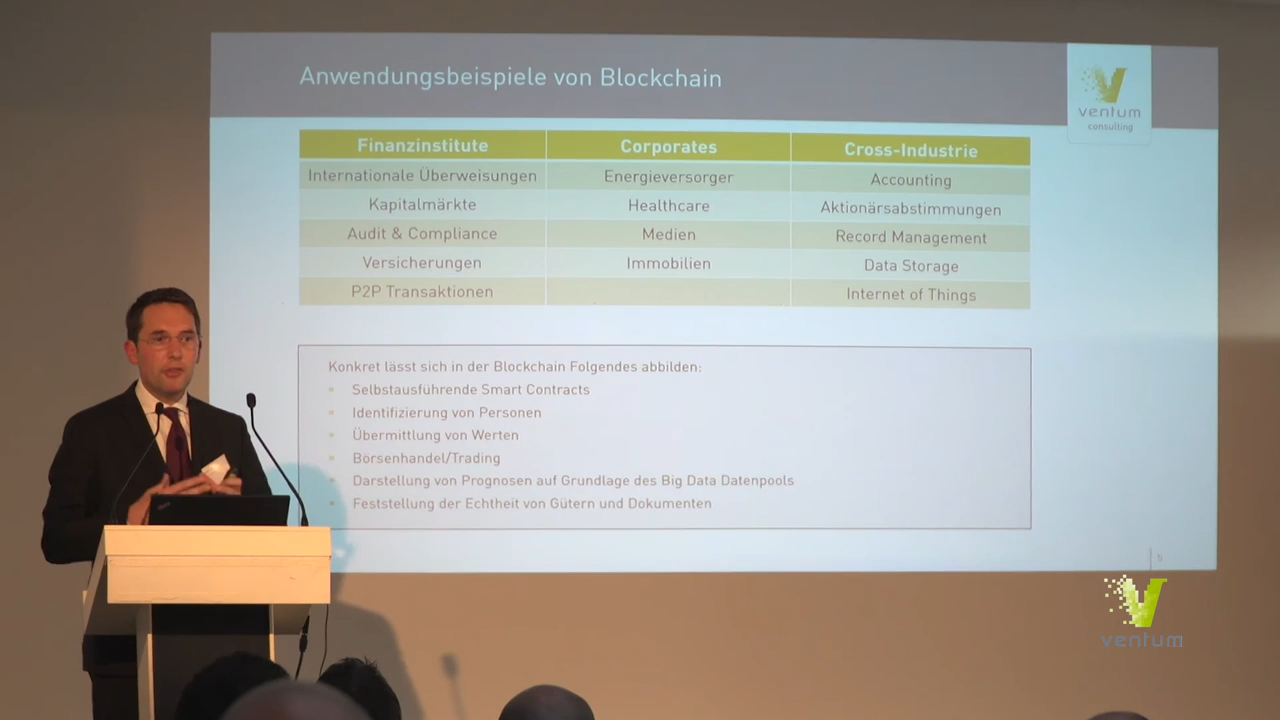 Anwendungsbeispiele von Blockchain
ventum
consulting
Finanzinstitute Corporates Cross-Industrie
Internationale Überweisungen Energieversorger Accounting
Kapitalmärkte Healthcare Aktionärsabstimmungen
Audit & Compliance Medien Record Management
Versicherungen Immobilien Data Storage
P2P Transaktionen Internet of Things
Konkret lässt sich in der Blockchain Folgendes abbilden:
Selbstausführende Smart Contracts
Identifizierung von Personen
Übermittlung von Werten
Börsenhandel/Trading
Darstellung von Prognosen auf Grundlage des Big Data Datenpools
Feststellung der Echtheit von Gütern und Dokumenten
ventum